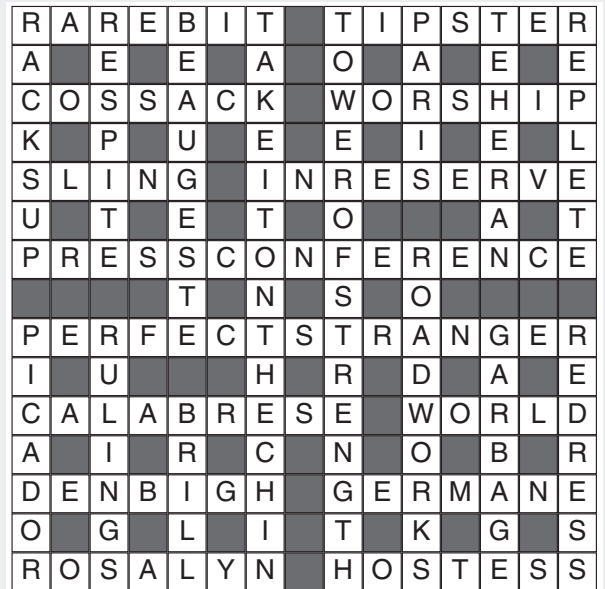 RAREBIT TIPSTER
A E E A O A E E
COSSACK WORSHIP
K P U E E I E L
SLING INRESERVE
U T E T O A T
PRESSCONFERENCE
T N S O
PERFECTSTRANGER
I U H R D A E
CALABRESE WORLD
A I R C N O B R
DENBIGH GERMANE
O G L I T K G S
ROSALYN HOSTESS